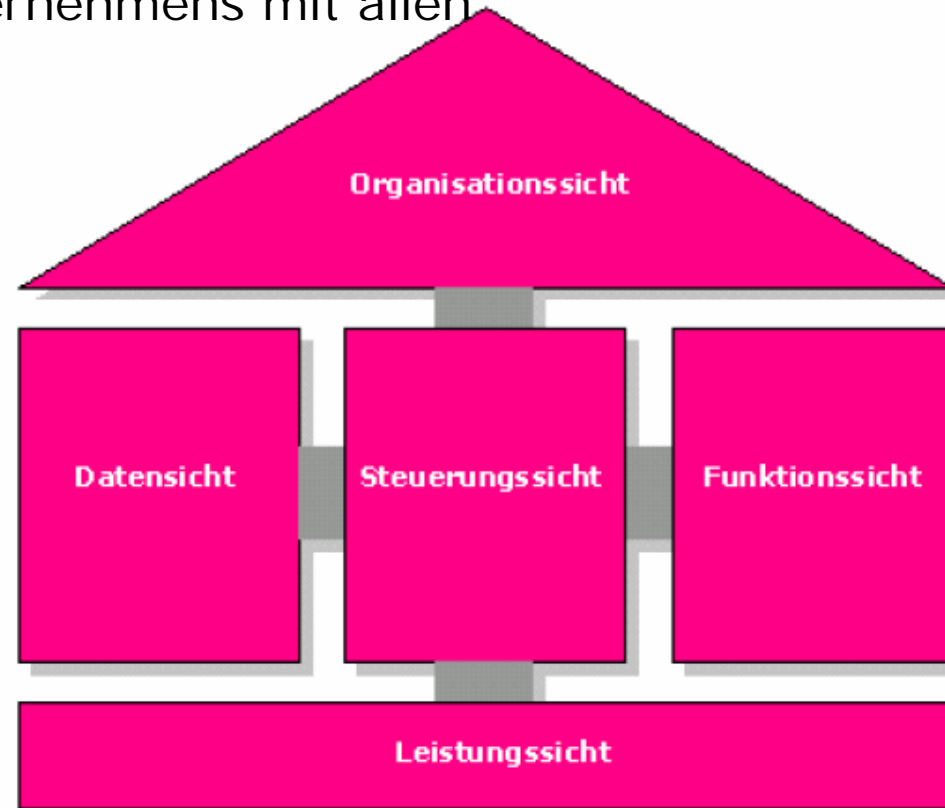 ernehmens mit allen
Organisationssicht
Datensicht Steuerungssicht Funktionssicht
Leistungssicht